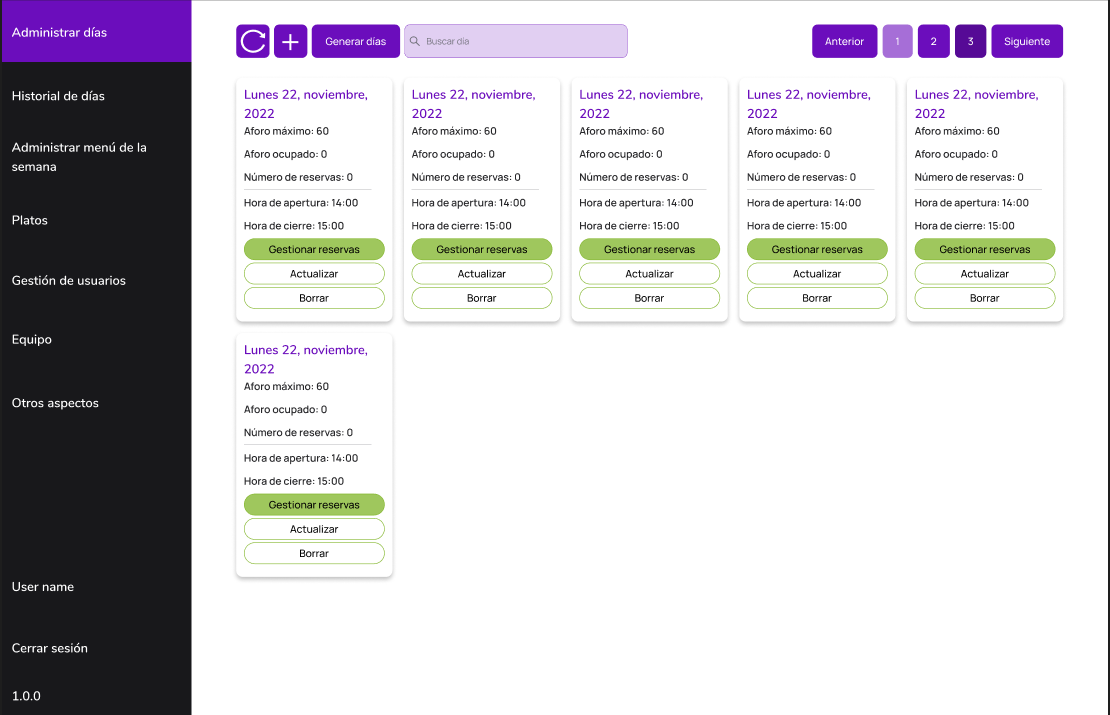 Administrar días
Historial de días
Administrar menú de la
semana
Platos
Gestión de usuarios
Equipo
Otros aspectos
User name
Cerrar sesión
1.0.0
Generar días
Buscar dia
Anterior
1
2
3
Siguiente
Lunes 22, noviembre,
2022
Aforo máximo: 60
Aforo ocupado: 0
Número de reservas: 0
Hora de apertura: 14:00
Hora de cierre: 15:00
Gestionar reservas
Actualizar
Borrar
Lunes 22, noviembre,
2022
Aforo máximo: 60
Aforo ocupado: 0
Número de reservas: 0
Hora de apertura: 14:00
Hora de cierre: 15:00
Gestionar reservas
Actualizar
Borrar
Lunes 22, noviembre,
2022
Aforo máximo: 60
Aforo ocupado: 0
Número de reservas: 0
Hora de apertura: 14:00
Hora de cierre: 15:00
Gestionar reservas
Actualizar
Borrar
Lunes 22, noviembre,
2022
Aforo máximo: 60
Aforo ocupado: 0
Número de reservas: 0
Hora de apertura: 14:00
Hora de cierre: 15:00
Gestionar reservas
Actualizar
Borrar
Lunes 22, noviembre,
2022
Aforo máximo: 60
Aforo ocupado: 0
Número de reservas: 0
Hora de apertura: 14:00
Hora de cierre: 15:00
Gestionar reservas
Actualizar
Borrar
Lunes 22, noviembre,
2022
Aforo máximo: 60
Aforo ocupado: 0
Número de reservas: 0
Hora de apertura: 14:00
Hora de cierre: 15:00
Gestionar reservas
Actualizar
Borrar